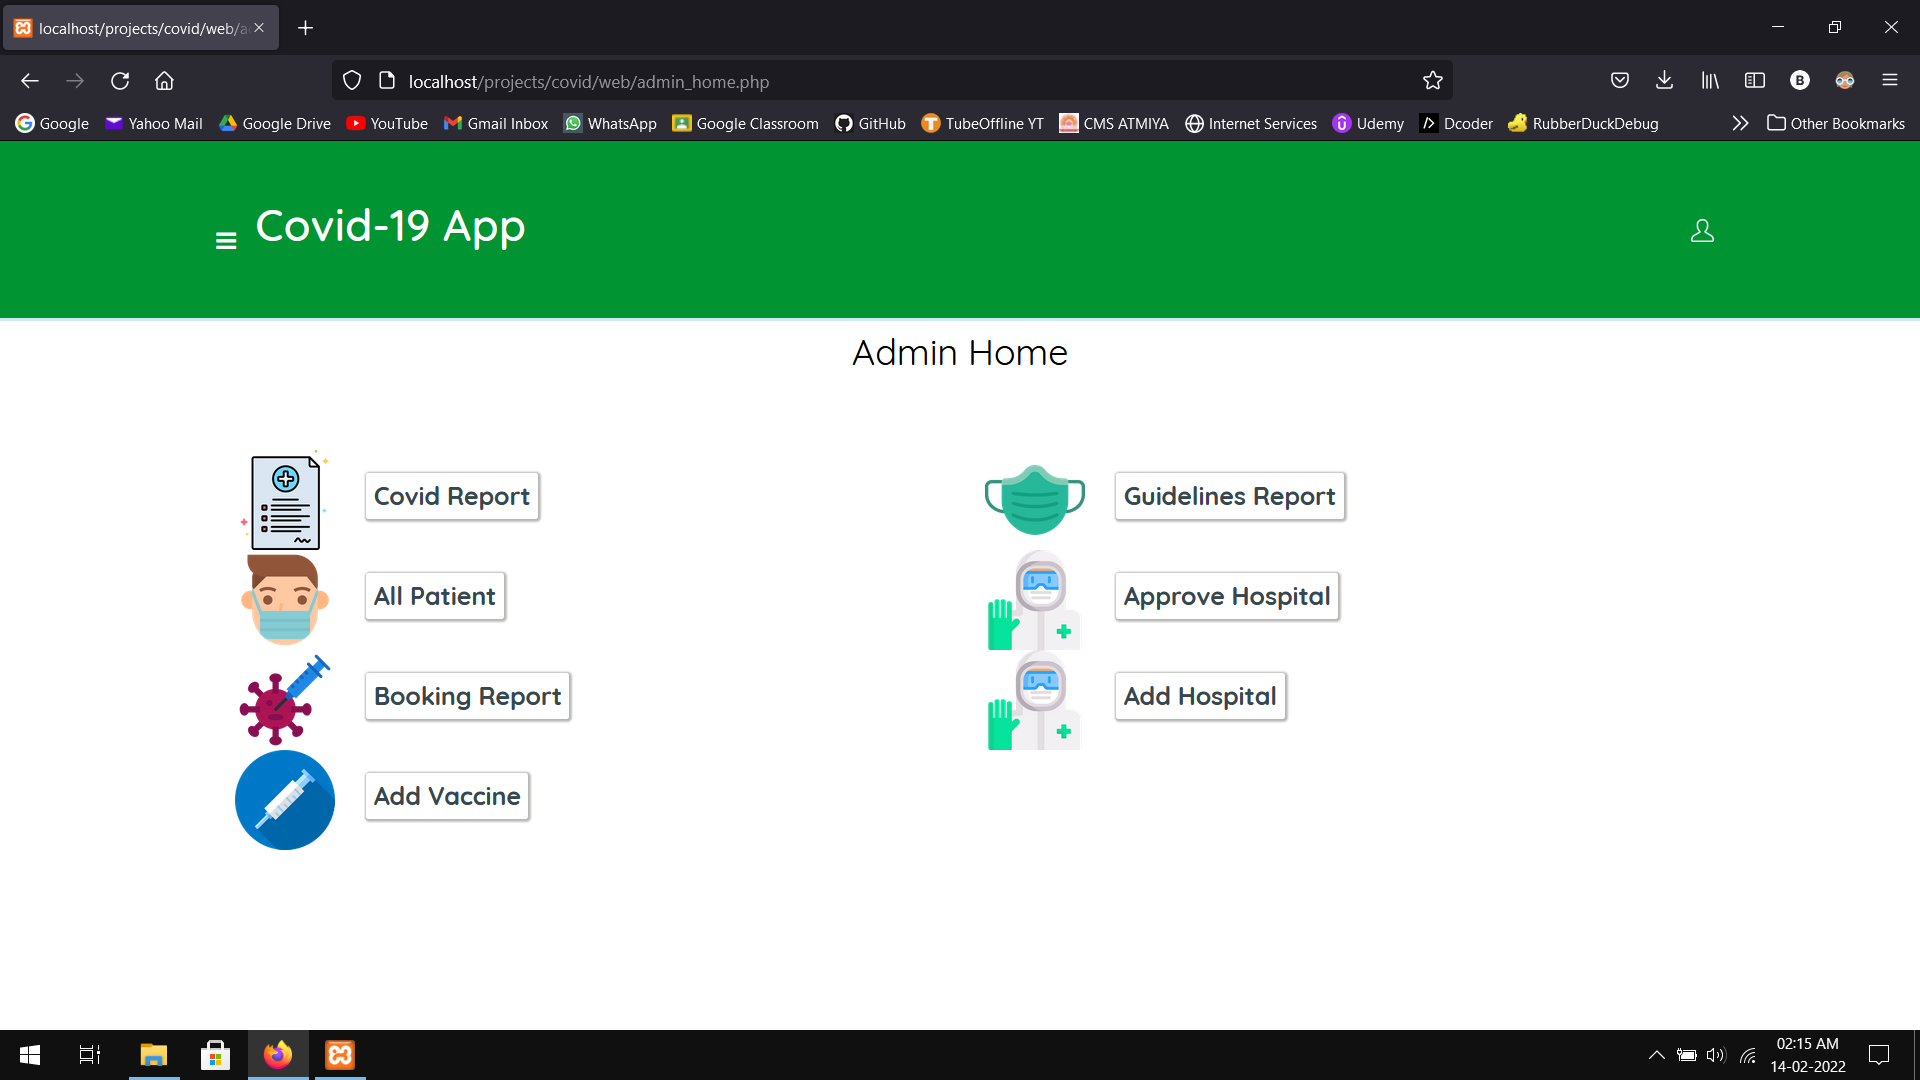 localhost/projects/covid/web/a
localhost/projects/covid/web/admin_home.php
Google Yahoo Mail Google Drive YouTube Gmail Inbox WhatsApp Google Classroom GitHub TubeOffline YT CMS ATMIYA Internet Services Udemy Dcoder RubberDuckDebug Other Bookmarks
Covid-19 App
Admin Home
Covid Report
Guidelines Report
All Patient
Approve Hospital
Booking Report
Add Hospital
Add Vaccine
02:15 AM
14-02-2022